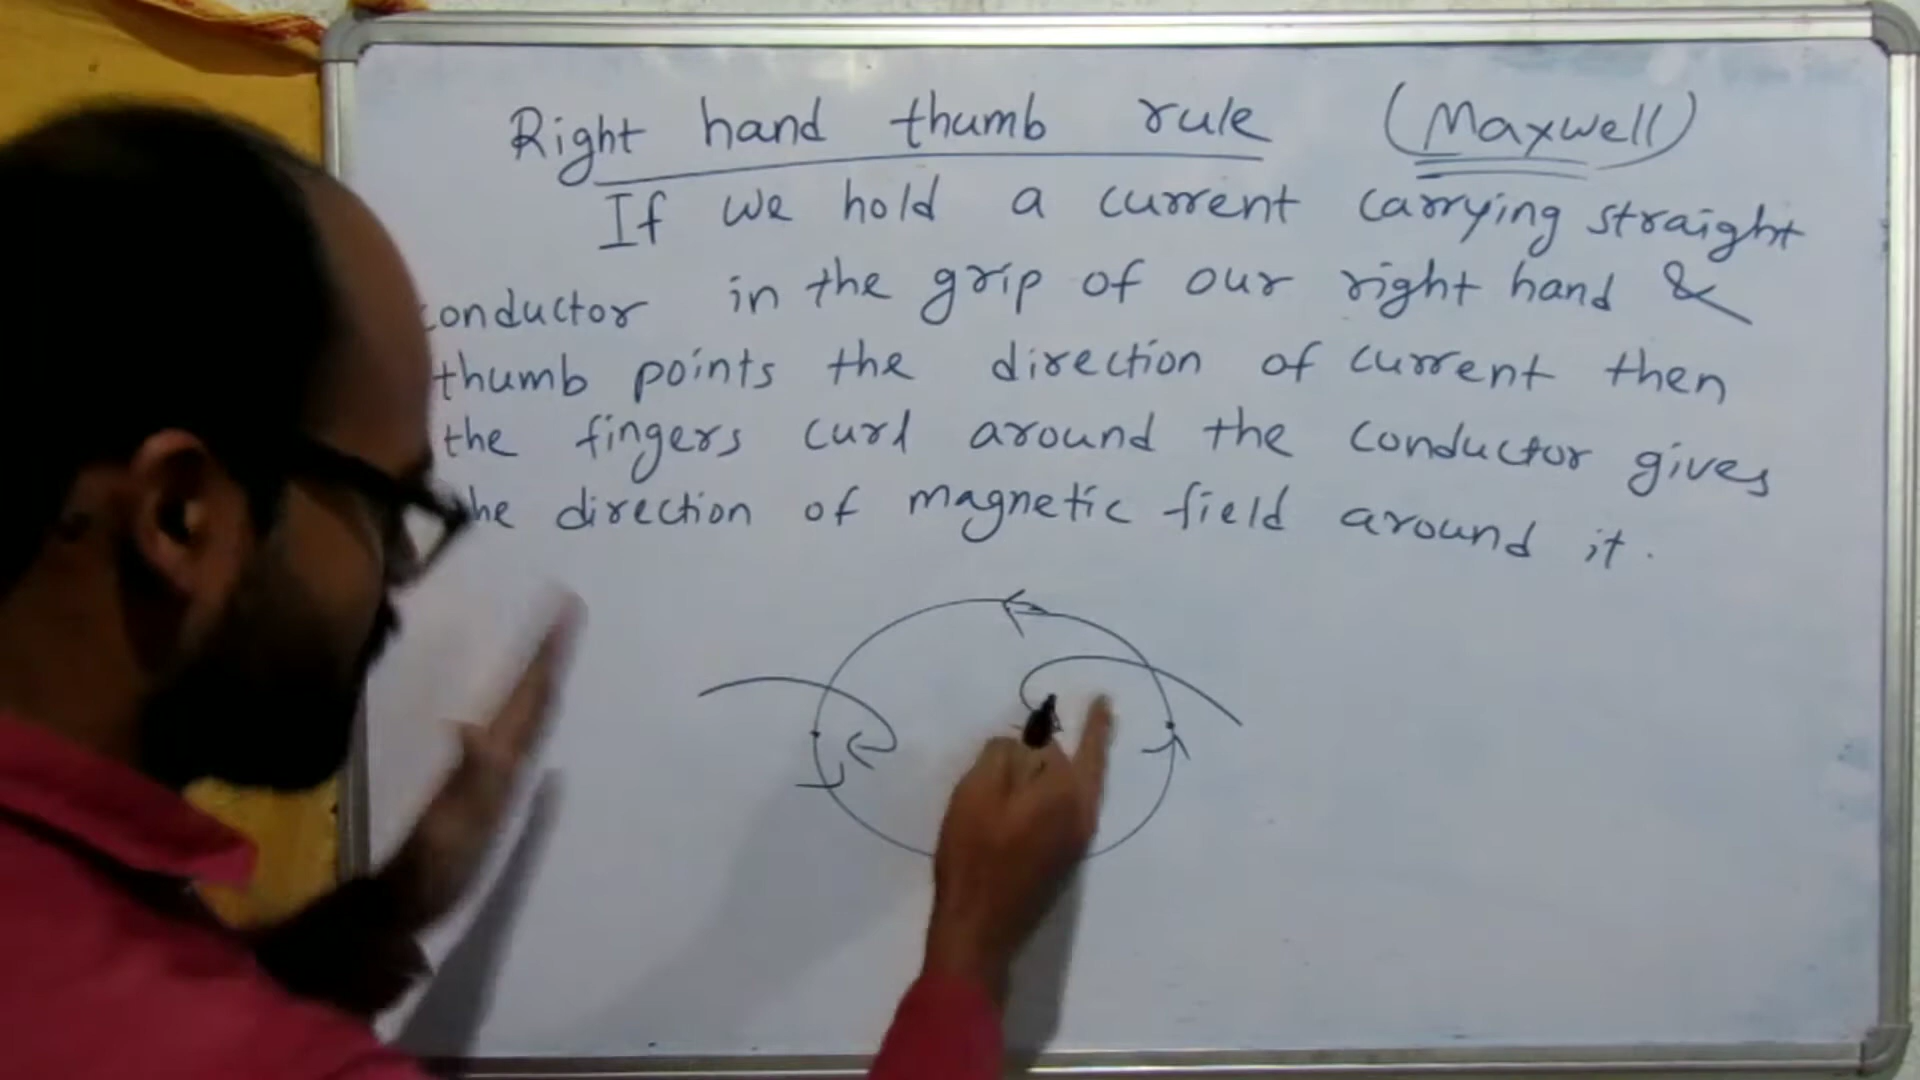 Right hand thumb rule (Maxwell)
If we hold a current carrying straight
conductor in the grip of our right hand &
thumb points the direction of current then
the fingers curl around the conductor gives
the direction of magnetic field around it.